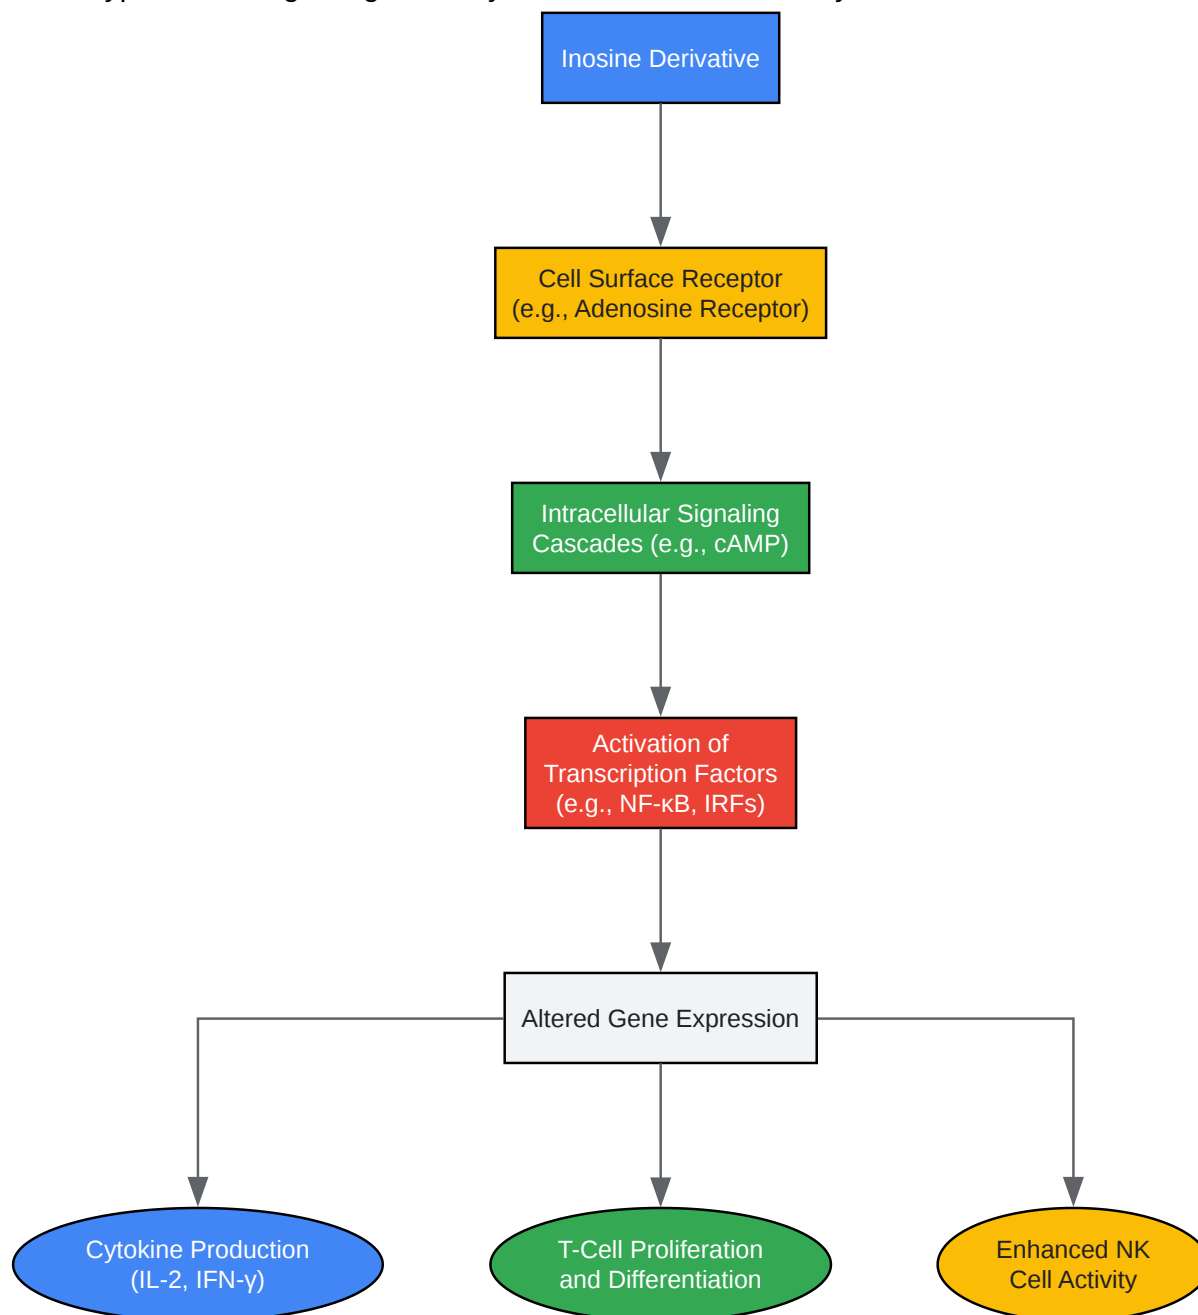 Inosine Derivative
Cell Surface Receptor
(e.g., Adenosine Receptor)
Intracellular Signaling
Cascades (e.g., cAMP)
Activation of
Transcription Factors
(e.g., NF-κB, IRFs)
Altered Gene Expression
Cytokine Production
(IL-2, IFN-γ)
T-Cell Proliferation
and Differentiation
Enhanced NK
Cell Activity